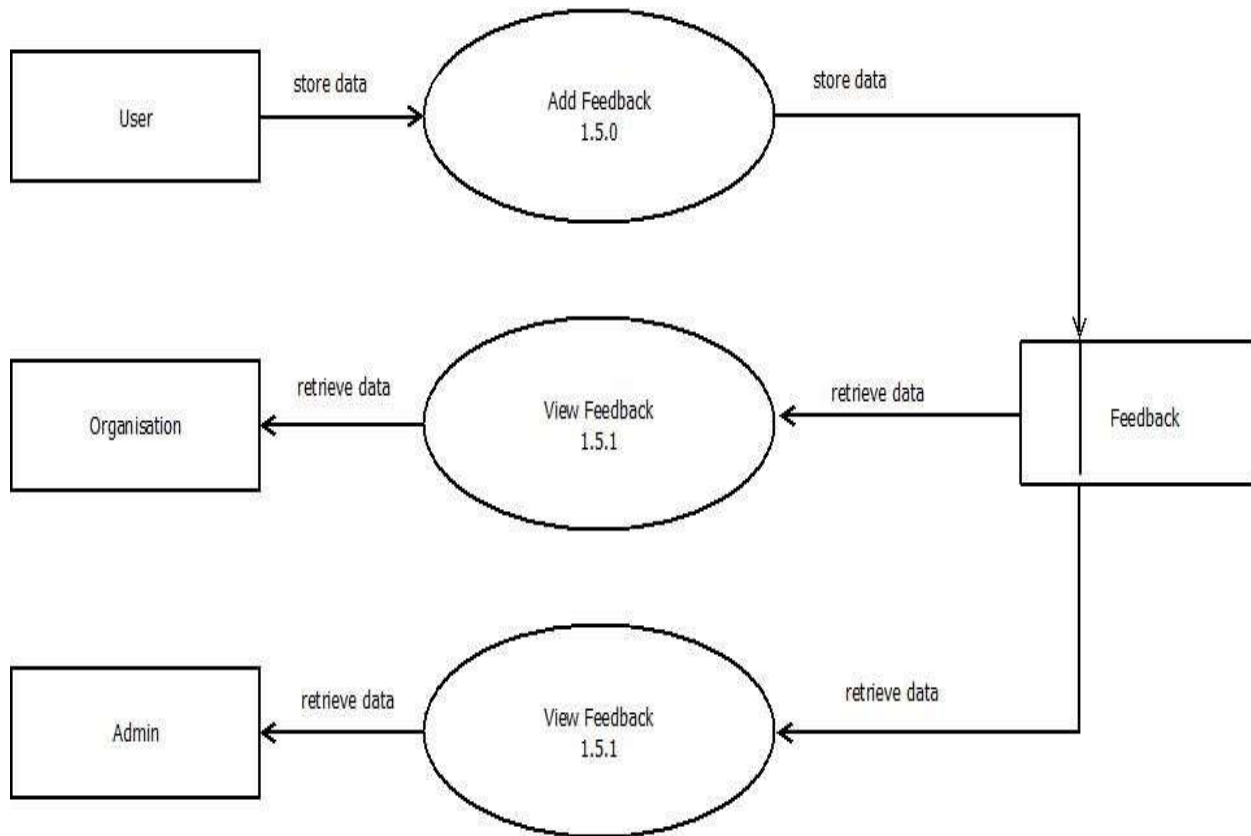 store data
store data
User
Add Feedback
1.5.0
retrieve data
retrieve data
Organisation
View Feedback
1.5.1
Feedback
retrieve data
retrieve data
Admin
View Feedback
1.5.1